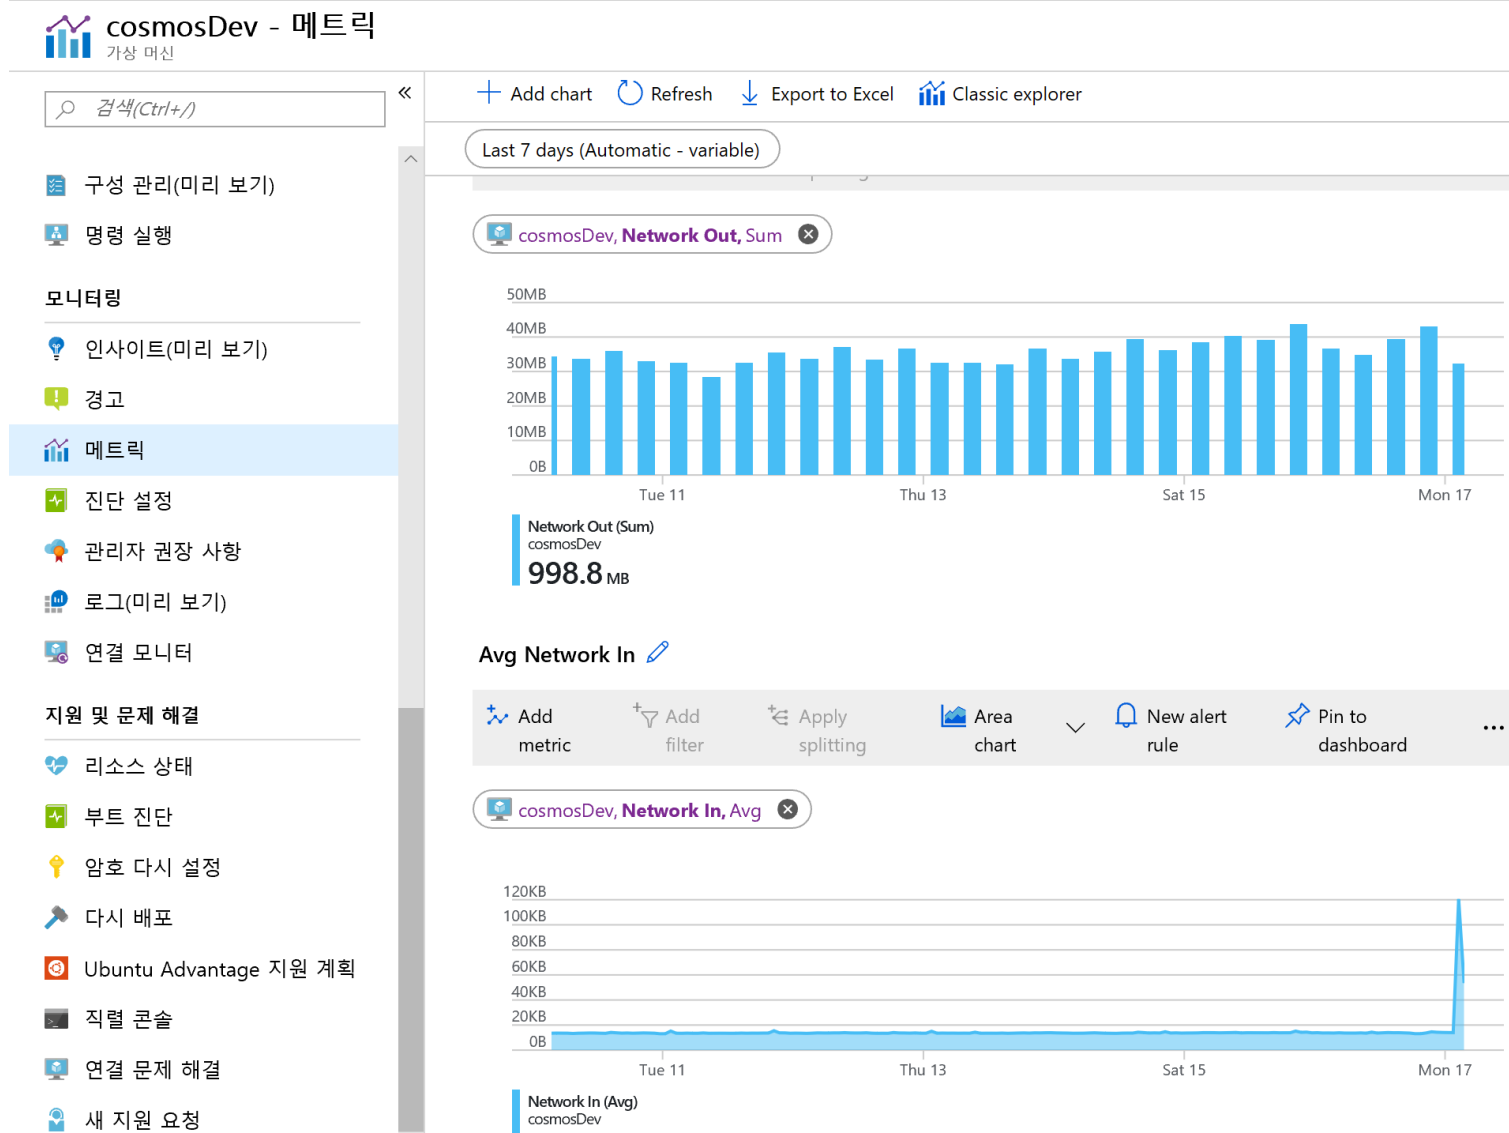 cosmosDev - 메트릭
가상 머신
검색(Ctrl+/)
«
구성 관리(미리 보기)
명령 실행
모니터링
인사이트(미리 보기)
경고
메트릭
진단 설정
관리자 권장 사항
로그(미리 보기)
연결 모니터
지원 및 문제 해결
리소스 상태
부트 진단
암호 다시 설정
다시 배포
Ubuntu Advantage 지원 계획
직렬 콘솔
연결 문제 해결
새 지원 요청
Add chart Refresh Export to Excel Classic explorer
Last 7 days (Automatic - variable)
cosmosDev, Network Out, Sum
50MB
40MB
30MB
20MB
10MB
0B
Tue 11 Thu 13 Sat 15 Mon 17
Network Out (Sum)
cosmosDev
998.8 MB
Avg Network In
Add metric
Add filter
Apply splitting
Area chart
New alert rule
Pin to dashboard
...
cosmosDev, Network In, Avg
120KB
100KB
80KB
60KB
40KB
20KB
0B
Tue 11 Thu 13 Sat 15 Mon 17
Network In (Avg)
cosmosDev